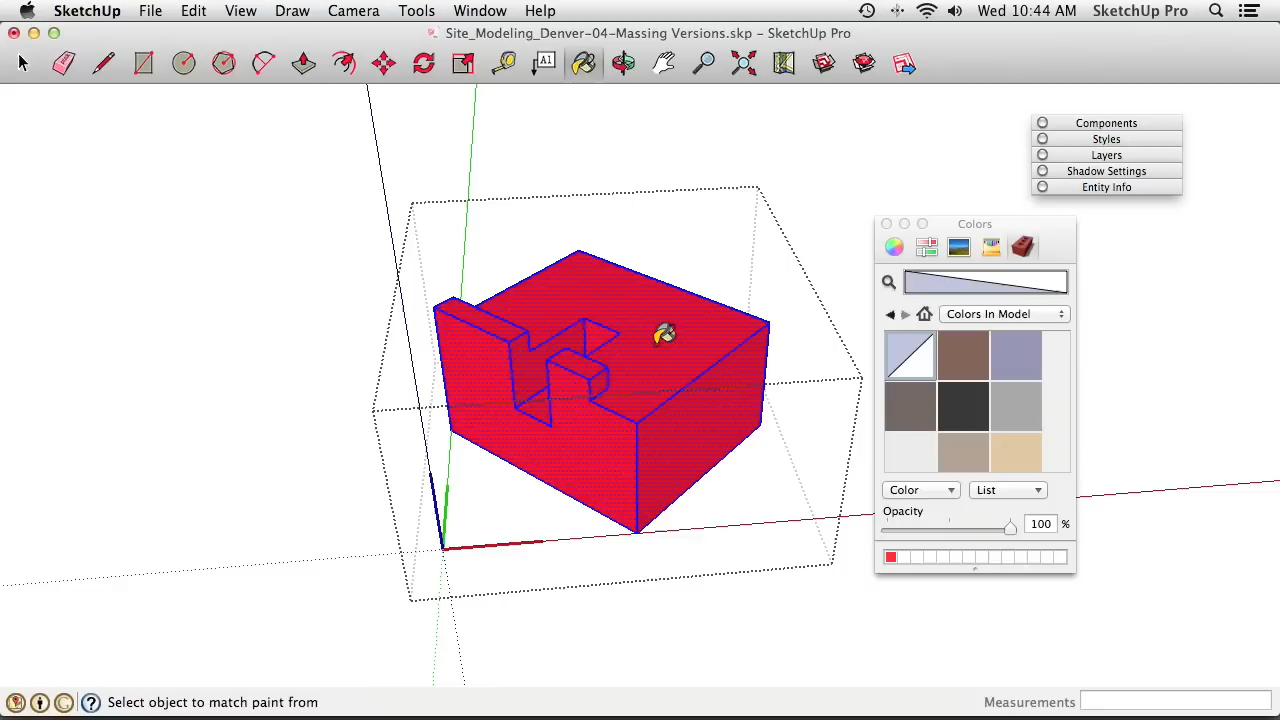 SketchUp File Edit View Draw Camera Tools Window Help Wed 10:44 AM SketchUp Pro
Site_Modeling_Denver-04-Massing Versions.skp - SketchUp Pro
A1
Components
Styles
Layers
Shadow Settings
Entity Info
Colors
Colors In Model
Color List
Opacity
100 %
? Select object to match paint from Measurements